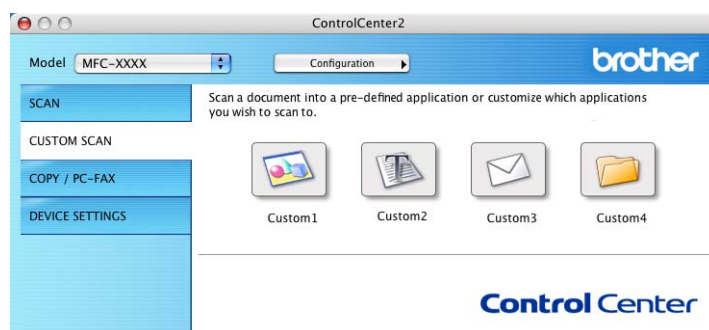 ControlCenter2
Model MFC-XXXX Configuration brother
SCAN
CUSTOM SCAN
COPY / PC-FAX
DEVICE SETTINGS
Scan a document into a pre-defined application or customize which applications
you wish to scan to.
Custom1 Custom2 Custom3 Custom4
Control Center